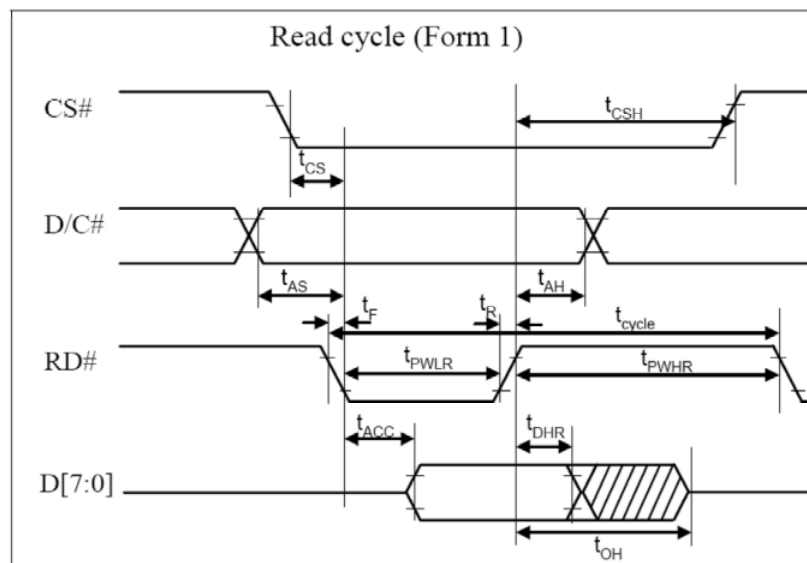 Read cycle (Form 1)
CS#
tCSH
tCS
D/C#
tAS
tF
tR
tAH
tcycle
RD#
tPWLR
tPWHR
tACC
tDHR
D[7:0]
tOH